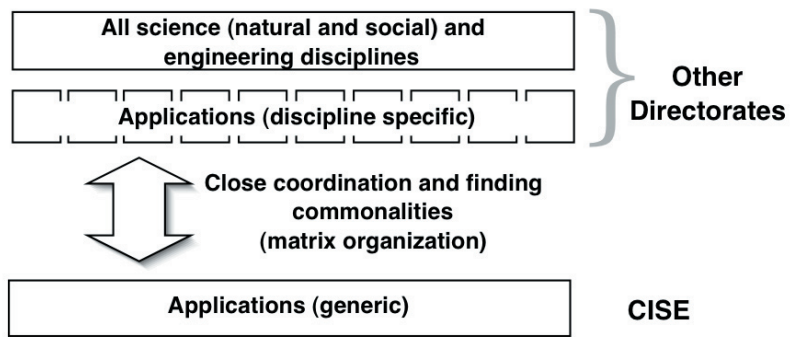 All science (natural and social) and
engineering disciplines
Applications (discipline specific)
Other
Directorates
Close coordination and finding
commonalities
(matrix organization)
Applications (generic)
CISE